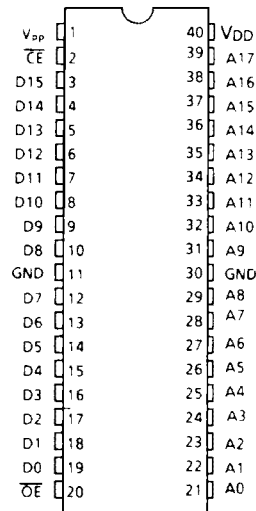 VPP 1 40 VDD
CE 2 39 A17
D15 3 38 A16
D14 4 37 A15
D13 5 36 A14
D12 6 35 A13
D11 7 34 A12
D10 8 33 A11
D9 9 32 A10
D8 10 31 A9
GND 11 30 GND
D7 12 29 A8
D6 13 28 A7
D5 14 27 A6
D4 15 26 A5
D3 16 25 A4
D2 17 24 A3
D1 18 23 A2
D0 19 22 A1
OE 20 21 A0